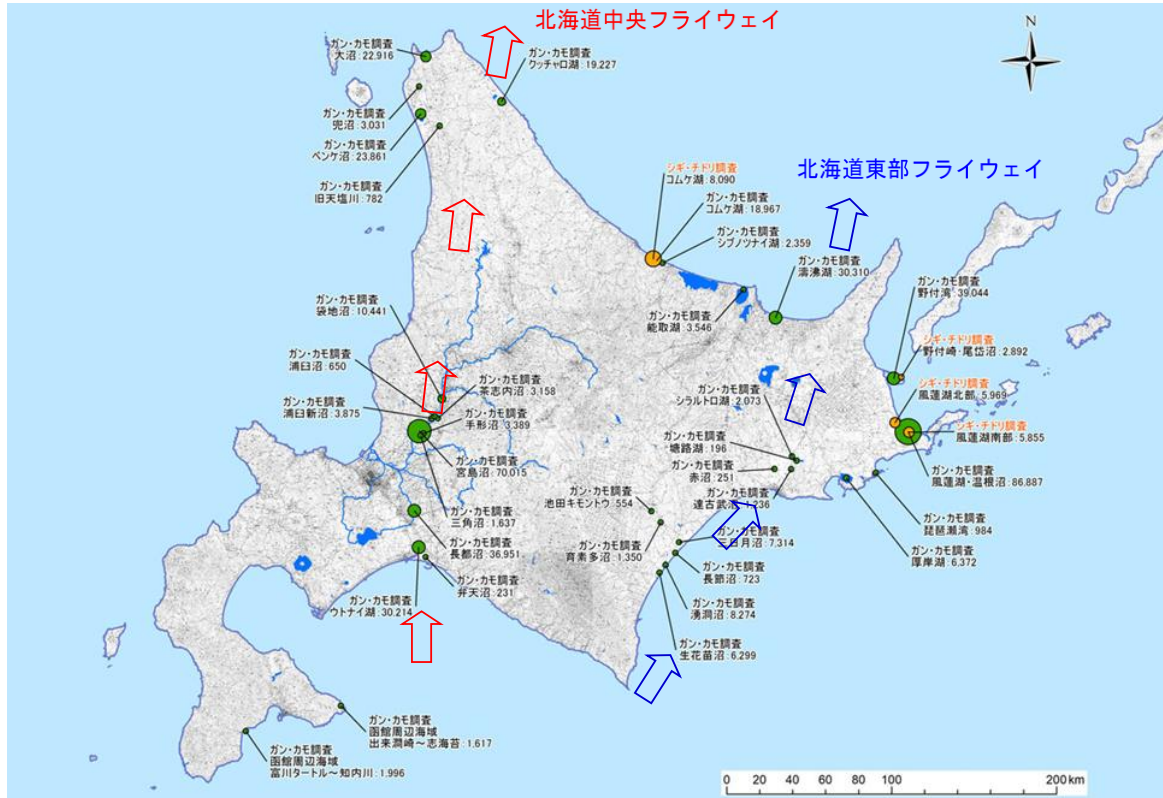 北海道中央フライウェイ
N
ガン・カモ調査
大沼:22,916
ガン・カモ調査
クッチャロ湖:19,227
ガン・カモ調査
兜沼:3,031
ガン・カモ調査
ペンケ沼:23,861
ガン・カモ調査
旧天塩川:782
シギ・チドリ調査
コムケ湖:8,090
ガン・カモ調査
コムケ湖:18,967
ガン・カモ調査
シブノツナイ湖:2,359
北海道東部フライウェイ
ガン・カモ調査
濤沸湖:30,310
ガン・カモ調査
能取湖:3,546
ガン・カモ調査
野付湾:39,044
シギ・チドリ調査
野付崎・尾岱沼:2,892
シギ・チドリ調査
風蓮湖北部:5,969
シギ・チドリ調査
風蓮湖南部:5,855
ガン・カモ調査
風蓮湖・温根沼:86,887
ガン・カモ調査
袋地沼:10,441
ガン・カモ調査
浦臼沼:650
ガン・カモ調査
茶志内沼:3,158
ガン・カモ調査
浦臼新沼:3,875
ガン・カモ調査
手形沼:3,389
ガン・カモ調査
宮島沼:70,015
ガン・カモ調査
三角沼:1,637
ガン・カモ調査
長都沼:36,951
ガン・カモ調査
弁天沼:231
ガン・カモ調査
ウトナイ湖:30,214
ガン・カモ調査
シラルトロ湖:2,073
ガン・カモ調査
塘路湖:196
ガン・カモ調査
赤沼:251
ガン・カモ調査
達古武沼:1,236
ガン・カモ調査
池田キモントウ:554
ガン・カモ調査
育素多沼:1,350
ガン・カモ調査
三日月沼:7,314
ガン・カモ調査
長節沼:723
ガン・カモ調査
湧洞沼:8,274
ガン・カモ調査
生花苗沼:6,299
ガン・カモ調査
琵琶瀬湾:984
ガン・カモ調査
厚岸湖:6,372
ガン・カモ調査
函館周辺海域
出来澗崎～志海苔:1,617
ガン・カモ調査
函館周辺海域
富川タートル～知内川:1,996
0 20 40 60 80 100 200 km